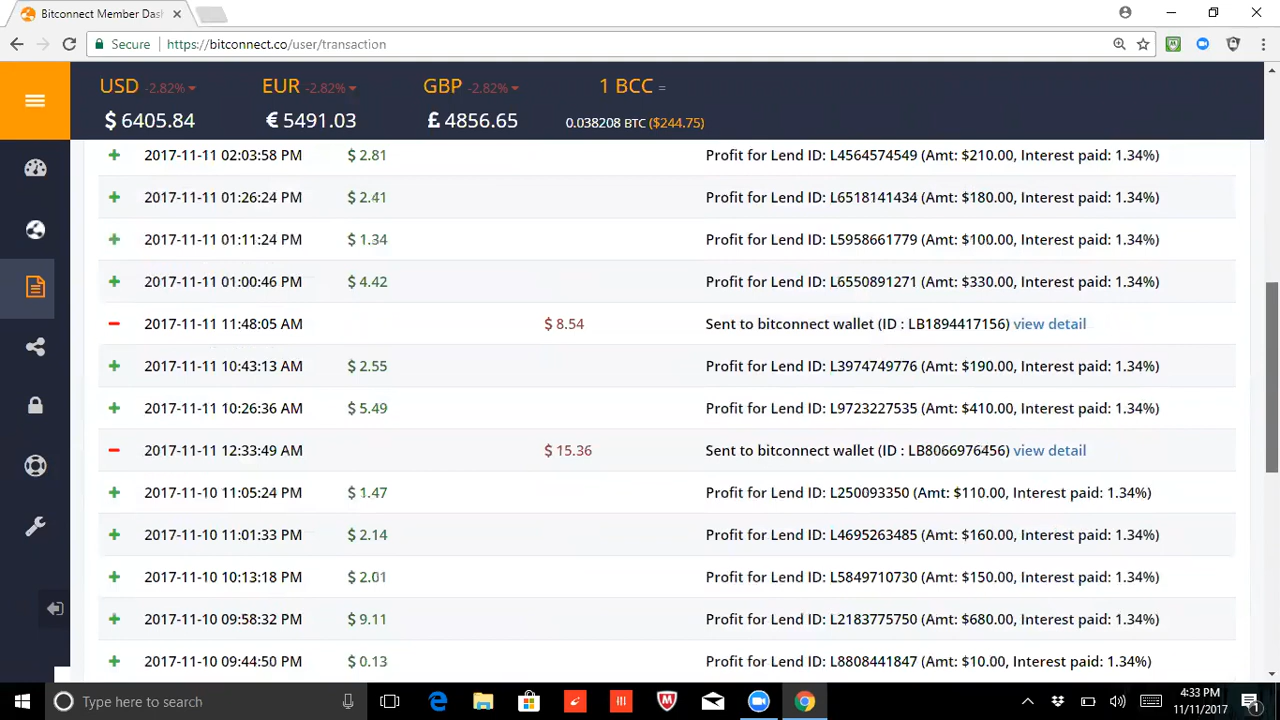 Bitconnect Member Das
Secure https://bitconnect.co/user/transaction
USD -2.82% EUR -2.82% GBP -2.82% 1 BCC =
$ 6405.84 € 5491.03 £ 4856.65 0.038208 BTC ($244.75)
+ 2017-11-11 02:03:58 PM $ 2.81 Profit for Lend ID: L4564574549 (Amt: $210.00, Interest paid: 1.34%)
+ 2017-11-11 01:26:24 PM $ 2.41 Profit for Lend ID: L6518141434 (Amt: $180.00, Interest paid: 1.34%)
+ 2017-11-11 01:11:24 PM $ 1.34 Profit for Lend ID: L5958661779 (Amt: $100.00, Interest paid: 1.34%)
+ 2017-11-11 01:00:46 PM $ 4.42 Profit for Lend ID: L6550891271 (Amt: $330.00, Interest paid: 1.34%)
− 2017-11-11 11:48:05 AM $ 8.54 Sent to bitconnect wallet (ID : LB1894417156) view detail
+ 2017-11-11 10:43:13 AM $ 2.55 Profit for Lend ID: L3974749776 (Amt: $190.00, Interest paid: 1.34%)
+ 2017-11-11 10:26:36 AM $ 5.49 Profit for Lend ID: L9723227535 (Amt: $410.00, Interest paid: 1.34%)
− 2017-11-11 12:33:49 AM $ 15.36 Sent to bitconnect wallet (ID : LB8066976456) view detail
+ 2017-11-10 11:05:24 PM $ 1.47 Profit for Lend ID: L250093350 (Amt: $110.00, Interest paid: 1.34%)
+ 2017-11-10 11:01:33 PM $ 2.14 Profit for Lend ID: L4695263485 (Amt: $160.00, Interest paid: 1.34%)
+ 2017-11-10 10:13:18 PM $ 2.01 Profit for Lend ID: L5849710730 (Amt: $150.00, Interest paid: 1.34%)
+ 2017-11-10 09:58:32 PM $ 9.11 Profit for Lend ID: L2183775750 (Amt: $680.00, Interest paid: 1.34%)
+ 2017-11-10 09:44:50 PM $ 0.13 Profit for Lend ID: L8808441847 (Amt: $10.00, Interest paid: 1.34%)
Type here to search
4:33 PM
11/11/2017
1